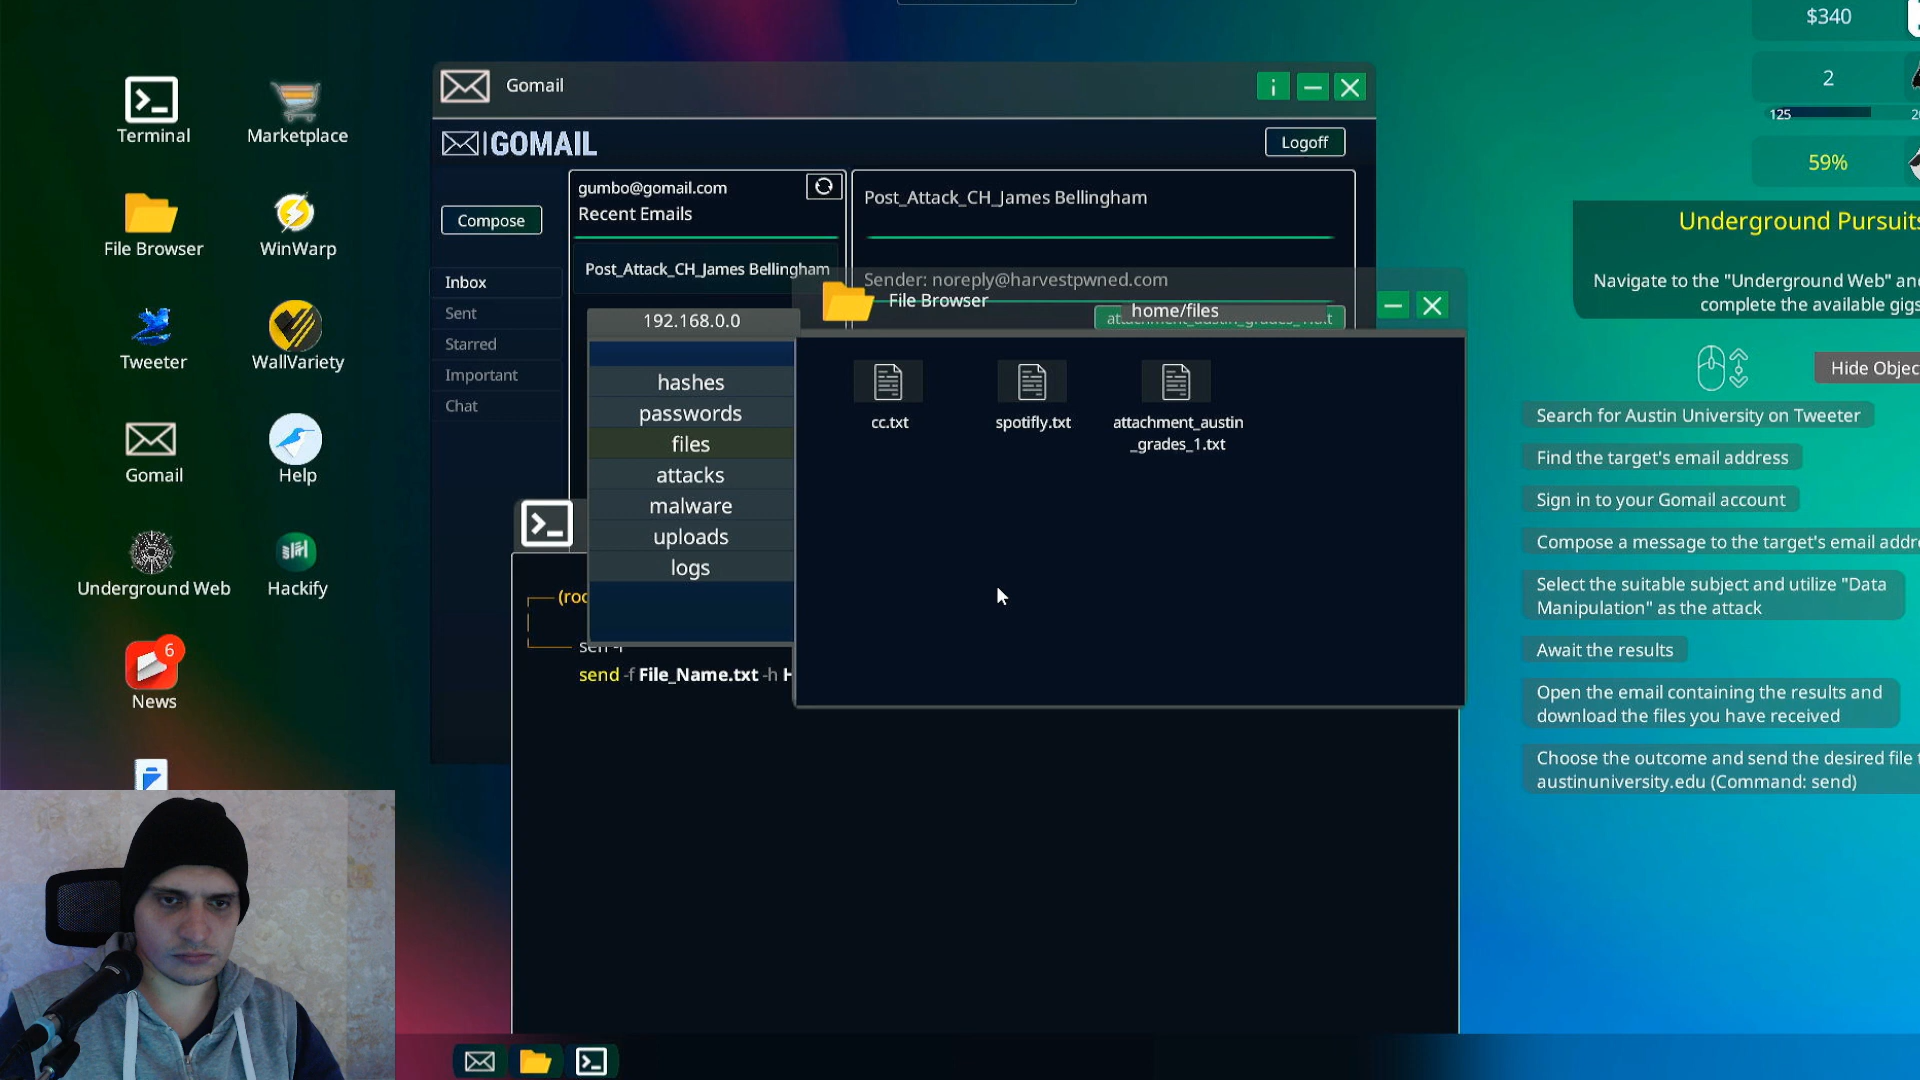 $340
2
125
59%
Terminal
Marketplace
File Browser
WinWarp
Tweeter
WallVariety
Gomail
Help
Underground Web
Hackify
6
News
Gomail
GOMAIL
Logoff
Compose
Inbox
Sent
Starred
Important
Chat
gumbo@gomail.com
Recent Emails
Post_Attack_CH_James Bellingham
Post_Attack_CH_James Bellingham
Sender: noreply@harvestpwned.com
File Browser
home/files
192.168.0.0
hashes
passwords
files
attacks
malware
uploads
logs
cc.txt
spotifly.txt
attachment_austin
_grades_1.txt
send -f File_Name.txt -h
Underground Pursuits
Navigate to the "Underground Web" and
complete the available gigs
Hide Objec
Search for Austin University on Tweeter
Find the target's email address
Sign in to your Gomail account
Compose a message to the target's email addre
Select the suitable subject and utilize "Data
Manipulation" as the attack
Await the results
Open the email containing the results and
download the files you have received
Choose the outcome and send the desired file t
austinuniversity.edu (Command: send)